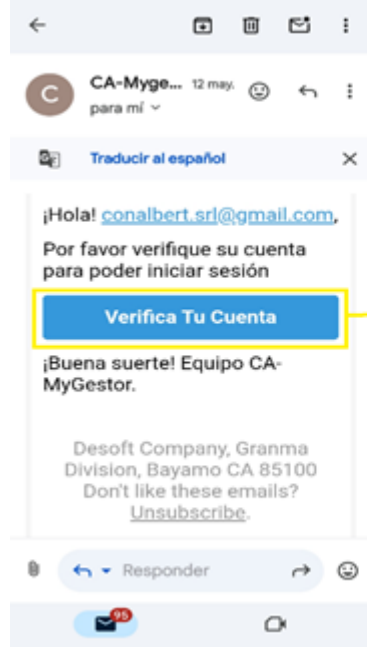 CA-Myge... 12 may.
C
para mí
Traducir al español
¡Hola! conalbert.srl@gmail.com,
Por favor verifique su cuenta
para poder iniciar sesión
Verifica Tu Cuenta
¡Buena suerte! Equipo CA-
MyGestor.
Desoft Company, Granma
Division, Bayamo CA 85100
Don't like these emails?
Unsubscribe.
Responder
95